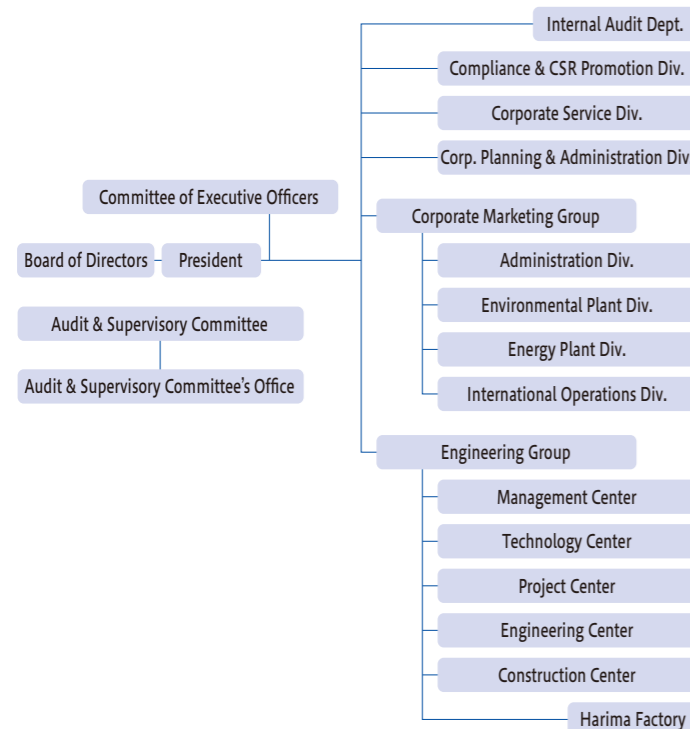 Internal Audit Dept.
Compliance & CSR Promotion Div.
Corporate Service Div.
Corp. Planning & Administration Div
Committee of Executive Officers
Corporate Marketing Group
Board of Directors
President
Administration Div.
Environmental Plant Div.
Audit & Supervisory Committee
Energy Plant Div.
Audit & Supervisory Committee’s Office
International Operations Div.
Engineering Group
Management Center
Technology Center
Project Center
Engineering Center
Construction Center
Harima Factory